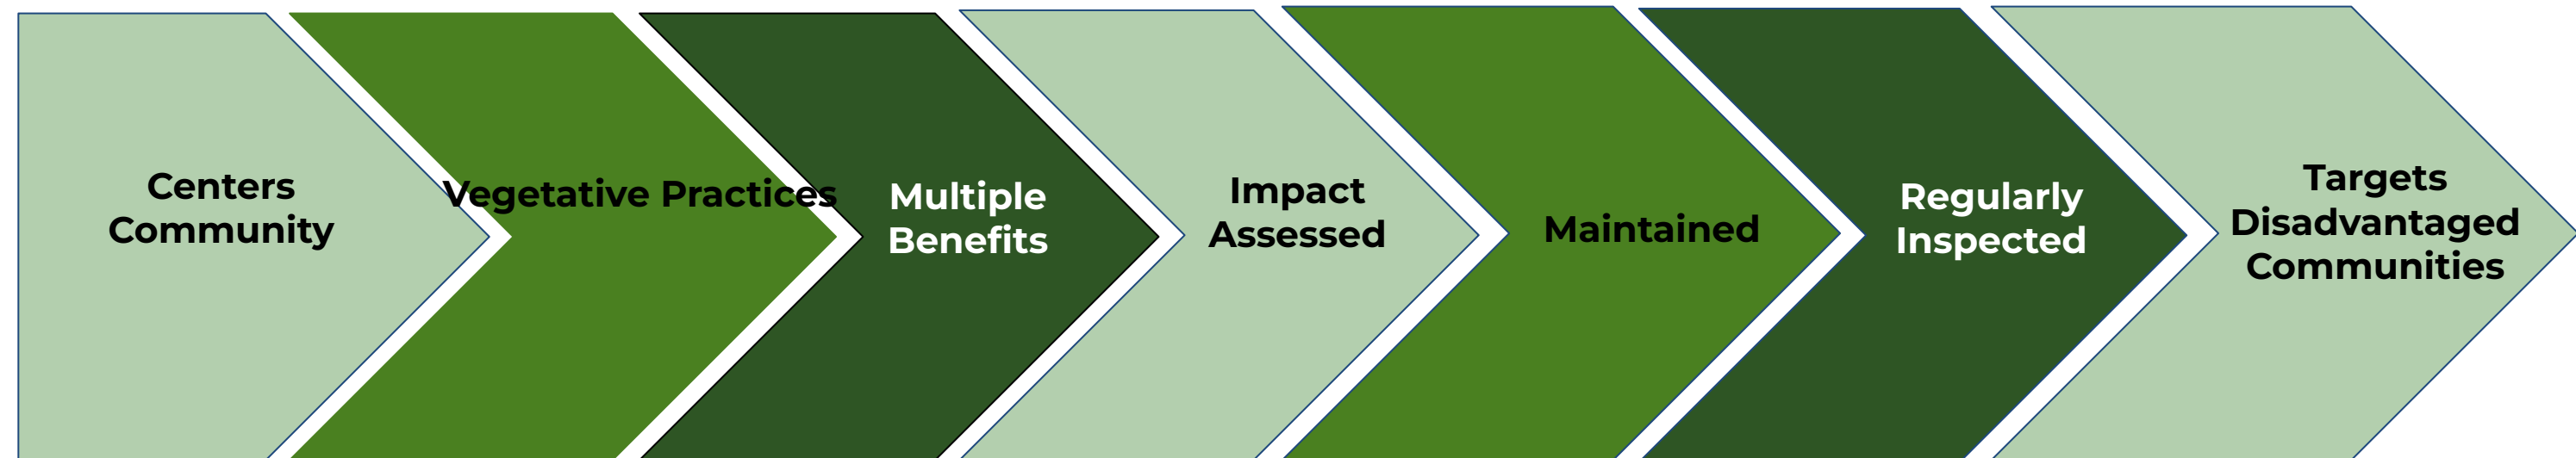 Centers
Community
Vegetative Practices
Multiple
Benefits
Impact
Assessed
Maintained
Regularly
Inspected
Targets
Disadvantaged
Communities